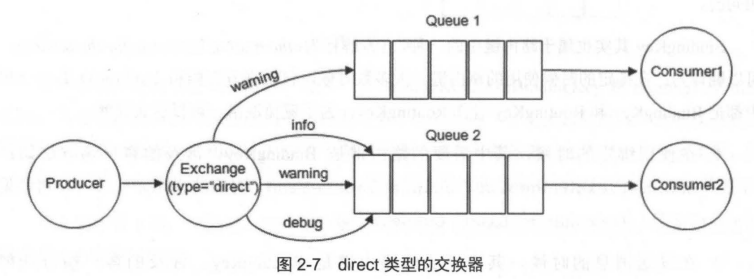 Queue 1
warning
Consumer1
info
Queue 2
Producer
Exchange
(type="direct")
warning
Consumer2
debug
图 2-7 direct 类型的交换器